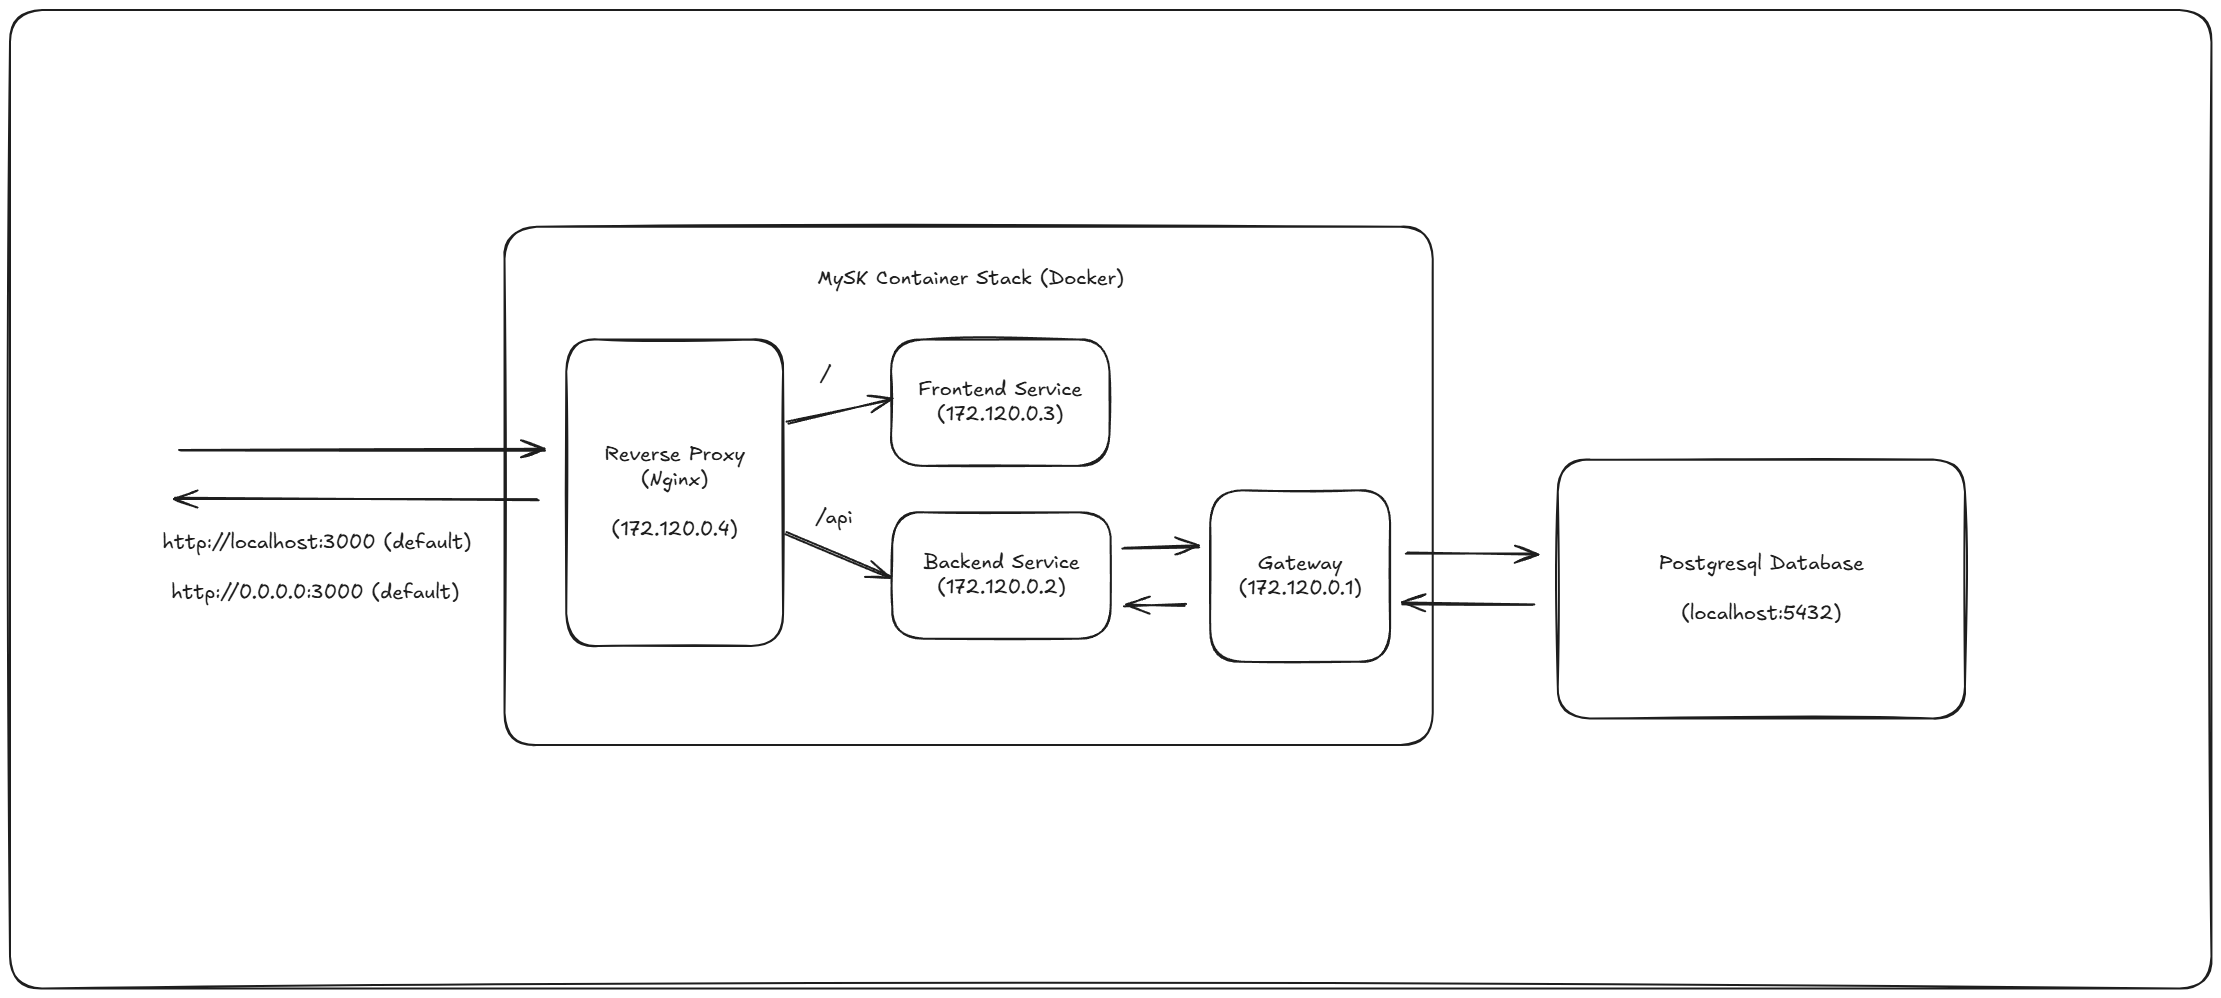 MySK Container Stack (Docker)
/
Frontend Service
(172.120.0.3)
Reverse Proxy
(Nginx)
(172.120.0.4)
/api
Backend Service
(172.120.0.2)
Gateway
(172.120.0.1)
Postgresql Database
(localhost:5432)
http://localhost:3000 (default)
http://0.0.0.0:3000 (default)